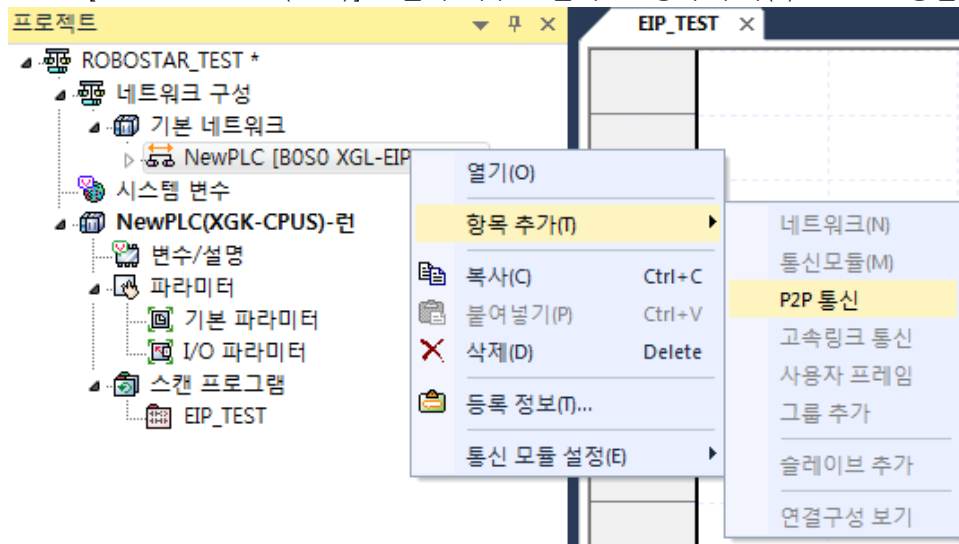 프로젝트
EIP_TEST
ROBOSTAR_TEST *
네트워크 구성
기본 네트워크
NewPLC [B0S0 XGL-EIP
시스템 변수
NewPLC(XGK-CPUS)-런
변수/설명
파라미터
기본 파라미터
I/O 파라미터
스캔 프로그램
EIP_TEST
열기(O)
항목 추가(T)
복사(C) Ctrl+C
붙여넣기(P) Ctrl+V
삭제(D) Delete
등록 정보(T)...
통신 모듈 설정(E)
네트워크(N)
통신모듈(M)
P2P 통신
고속링크 통신
사용자 프레임
그룹 추가
슬레이브 추가
연결구성 보기